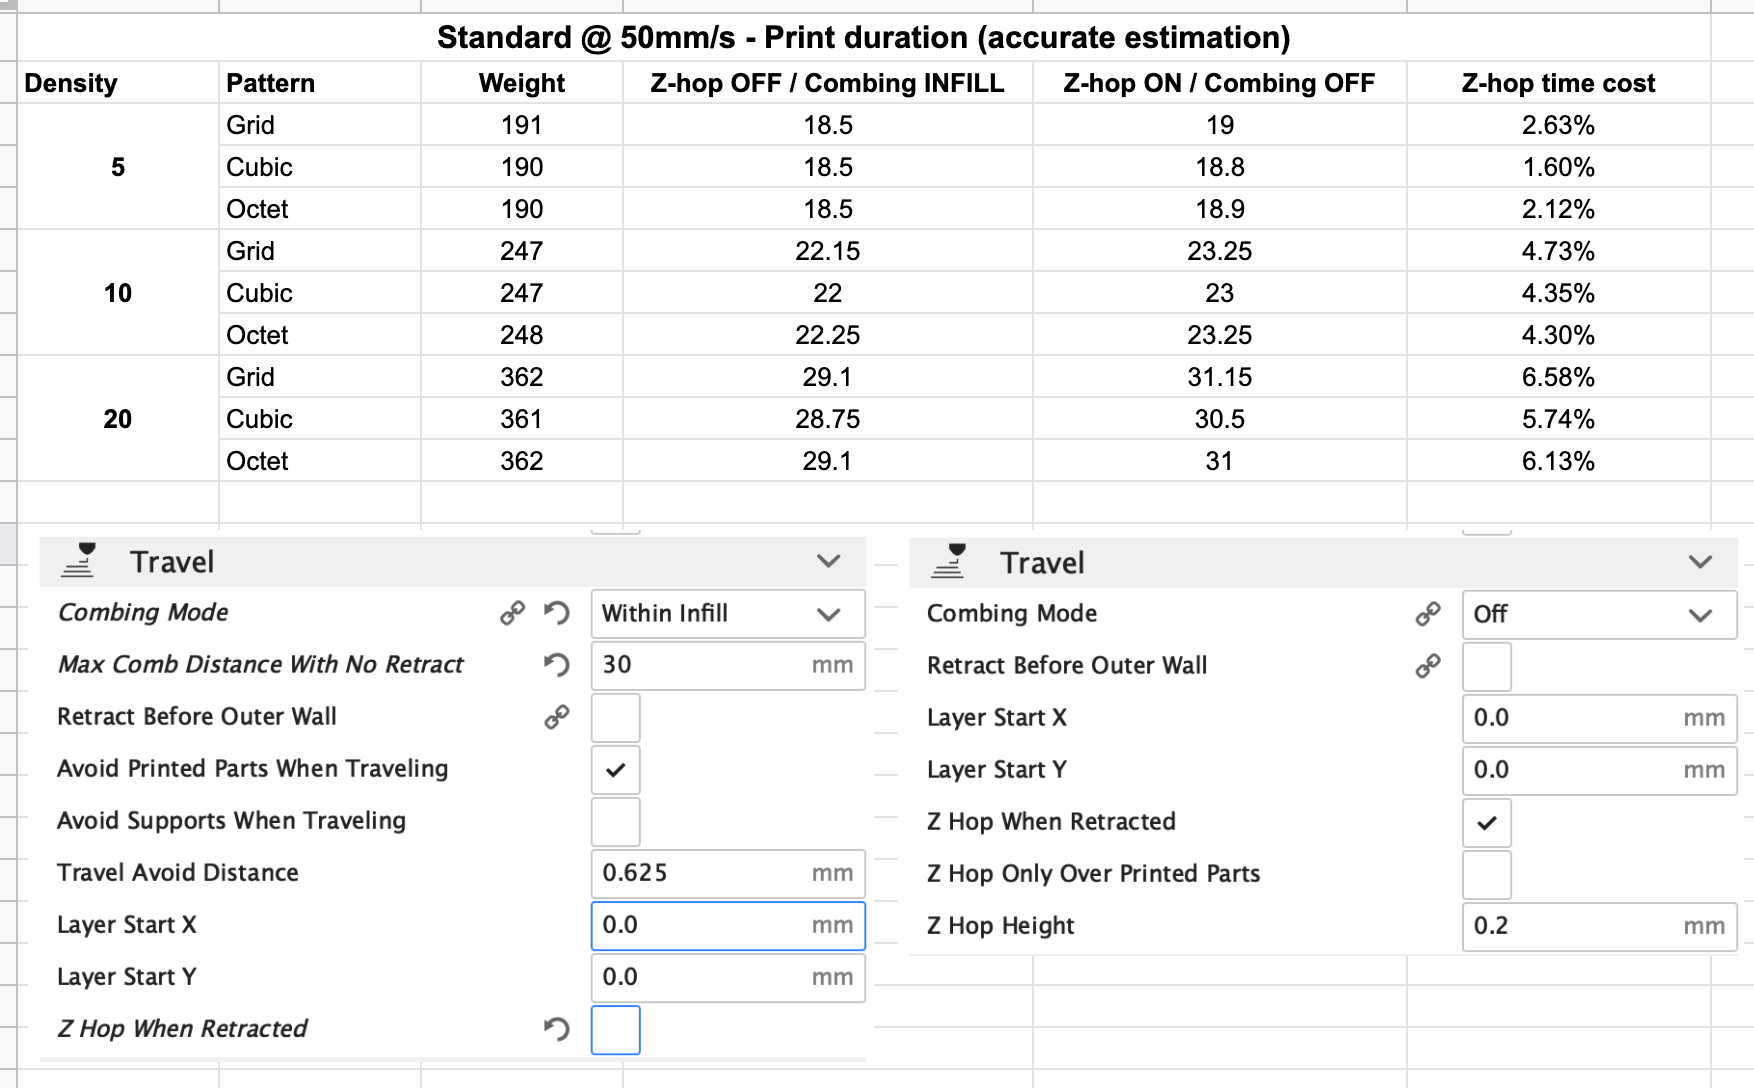 Standard @ 50mm/s - Print duration (accurate estimation)
Density Pattern Weight Z-hop OFF / Combing INFILL Z-hop ON / Combing OFF Z-hop time cost
Grid 191 18.5 19 2.63%
5 Cubic 190 18.5 18.8 1.60%
Octet 190 18.5 18.9 2.12%
Grid 247 22.15 23.25 4.73%
10 Cubic 247 22 23 4.35%
Octet 248 22.25 23.25 4.30%
Grid 362 29.1 31.15 6.58%
20 Cubic 361 28.75 30.5 5.74%
Octet 362 29.1 31 6.13%
Travel
Combing Mode Within Infill
Max Comb Distance With No Retract 30 mm
Retract Before Outer Wall
Avoid Printed Parts When Traveling
Avoid Supports When Traveling
Travel Avoid Distance 0.625 mm
Layer Start X 0.0 mm
Layer Start Y 0.0 mm
Z Hop When Retracted
Travel
Combing Mode Off
Retract Before Outer Wall
Layer Start X 0.0 mm
Layer Start Y 0.0 mm
Z Hop When Retracted
Z Hop Only Over Printed Parts
Z Hop Height 0.2 mm